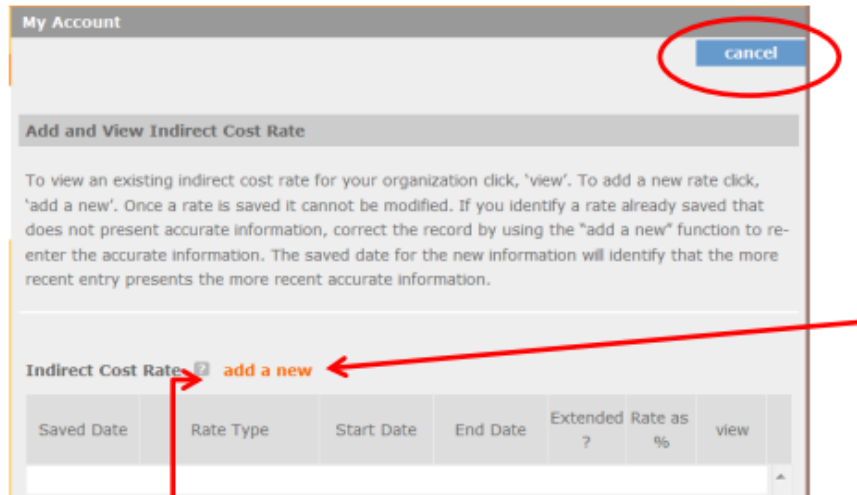 My Account
cancel
Add and View Indirect Cost Rate
To view an existing indirect cost rate for your organization click, 'view'. To add a new rate click,
'add a new'. Once a rate is saved it cannot be modified. If you identify a rate already saved that
does not present accurate information, correct the record by using the "add a new" function to re-
enter the accurate information. The saved date for the new information will identify that the more
recent entry presents the more recent accurate information.
Indirect Cost Rate ? add a new
Saved Date Rate Type Start Date End Date Extended ? Rate as % view